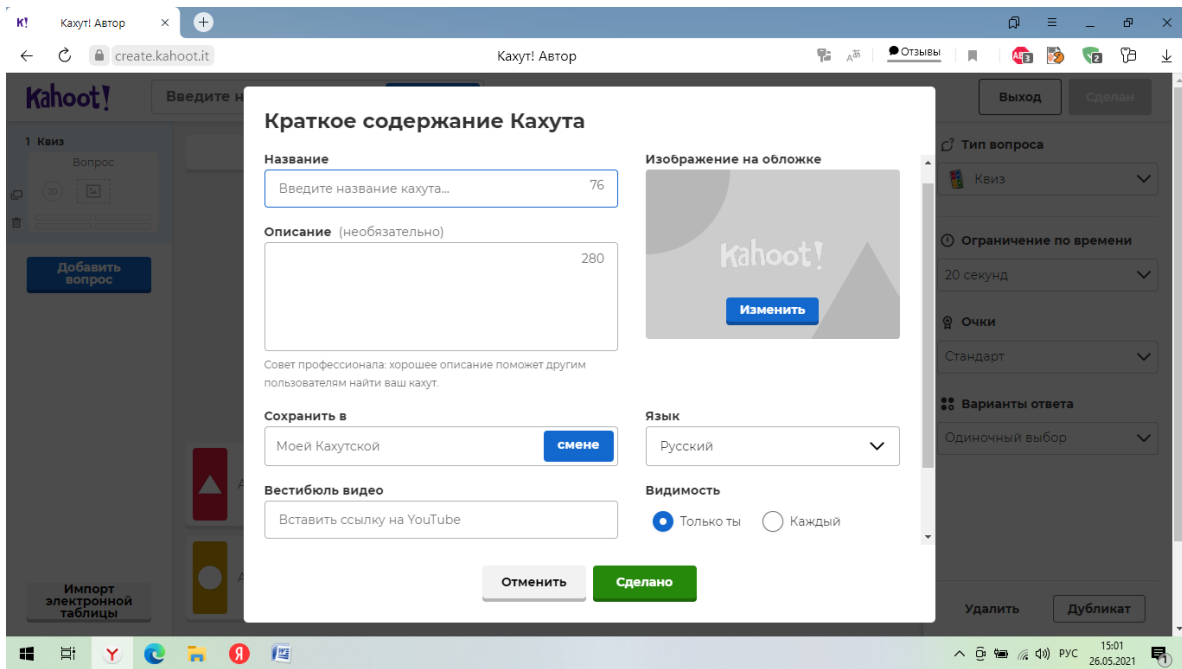 K!
Кахут! Автор
create.kahoot.it
Кахут! Автор
Отзывы
Kahoot!
Введите н
Выход
Сделан
1 Квиз
Вопрос
20
Добавить
вопрос
Импорт
электронной
таблицы
Краткое содержание Кахута
Название
Введите название кахута...
76
Описание (необязательно)
280
Совет профессионала: хорошее описание поможет другим
пользователям найти ваш кахут.
Изображение на обложке
Kahoot!
Изменить
Сохранить в
Моей Кахутской
смене
Язык
Русский
Вестибюль видео
Вставить ссылку на YouTube
Видимость
Только ты
Каждый
Отменить
Сделано
Тип вопроса
Квиз
Ограничение по времени
20 секунд
Очки
Стандарт
Варианты ответа
Одиночный выбор
Удалить
Дубликат
РУС
15:01
26.05.2021